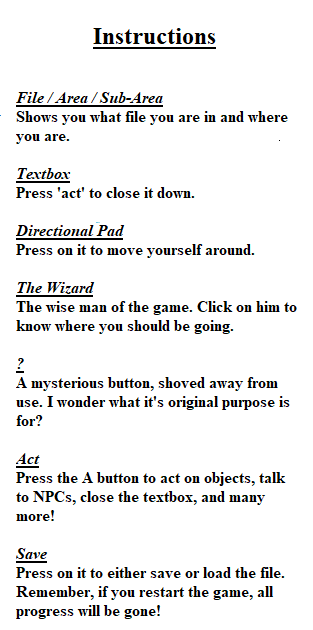 Instructions
File / Area / Sub-Area
Shows you what file you are in and where
you are.
Textbox
Press 'act' to close it down.
Directional Pad
Press on it to move yourself around.
The Wizard
The wise man of the game. Click on him to
know where you should be going.
?
A mysterious button, shoved away from
use. I wonder what it's original purpose is
for?
Act
Press the A button to act on objects, talk
to NPCs, close the textbox, and many
more!
Save
Press on it to either save or load the file.
Remember, if you restart the game, all
progress will be gone!